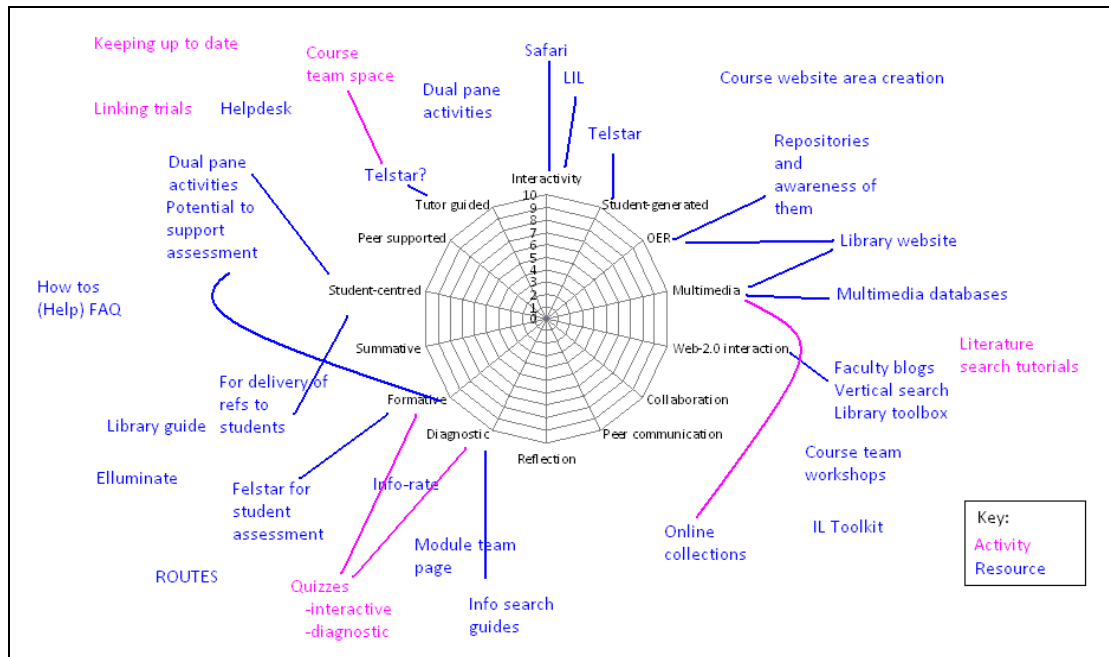 Keeping up to date
Course
team space
Safari
LIL
Course website area creation
Dual pane
activities
Linking trials
Helpdesk
Telstar
Repositories
and
awareness of
them
Dual pane
activities
Potential to
support
assessment
Telstar?
Interactivity
Tutor guided
Student-generated
Peer supported
OER
Library website
Student-centred
Multimedia
Multimedia databases
10
9
8
7
6
5
4
3
2
1
0
How tos
(Help) FAQ
Summative
Web-2.0 interaction
Literature
search tutorials
Faculty blogs
Vertical search
Library toolbox
For delivery of
refs to
students
Formative
Collaboration
Library guide
Diagnostic
Peer communication
Reflection
Course team
workshops
Elluminate
Felstar for
student
assessment
Info-rate
Online
collections
IL Toolkit
Key:
Activity
Resource
Module team
page
ROUTES
Quizzes
-interactive
-diagnostic
Info search
guides